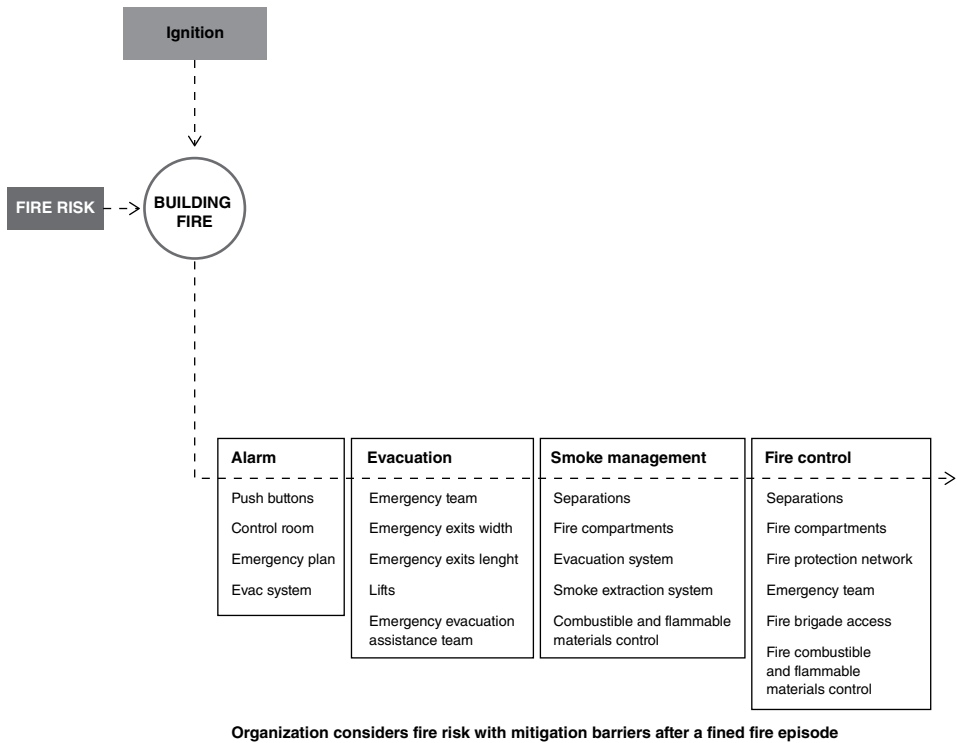 Ignition
FIRE RISK
BUILDING
FIRE
Alarm
Push buttons
Control room
Emergency plan
Evac system
Evacuation
Emergency team
Emergency exits width
Emergency exits lenght
Lifts
Emergency evacuation
assistance team
Smoke management
Separations
Fire compartments
Evacuation system
Smoke extraction system
Combustible and flammable
materials control
Fire control
Separations
Fire compartments
Fire protection network
Emergency team
Fire brigade access
Fire combustible
and flammable
materials control
Organization considers fire risk with mitigation barriers after a fined fire episode